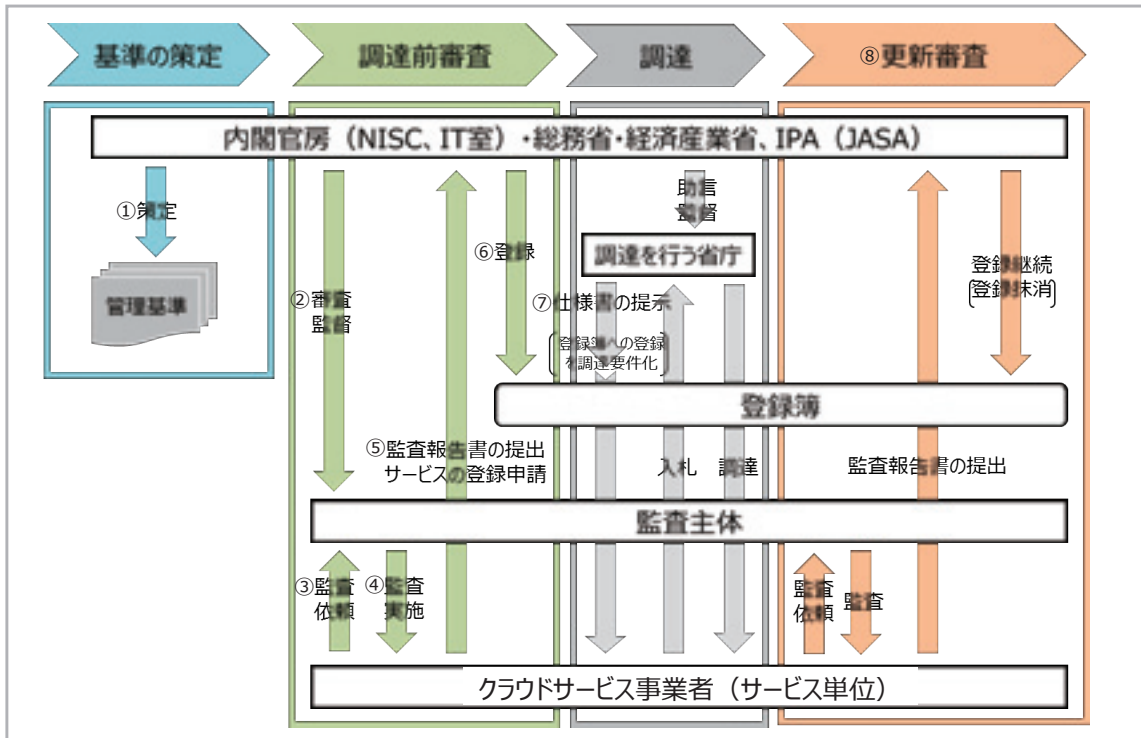 基準の策定
調達前審査
調達
⑧更新審査
内閣官房（NISC、IT室）・総務省・経済産業省、IPA（JASA）
①策定
管理基準
②審査
監督
⑥登録
助言
監督
調達を行う省庁
⑦仕様書の提示
登録簿への登録
を調達要件化
登録継続
登録抹消
登録簿
⑤監査報告書の提出
サービスの登録申請
入札
調達
監査報告書の提出
監査主体
③監査
依頼
④監査
実施
監査
依頼
監査
クラウドサービス事業者（サービス単位）